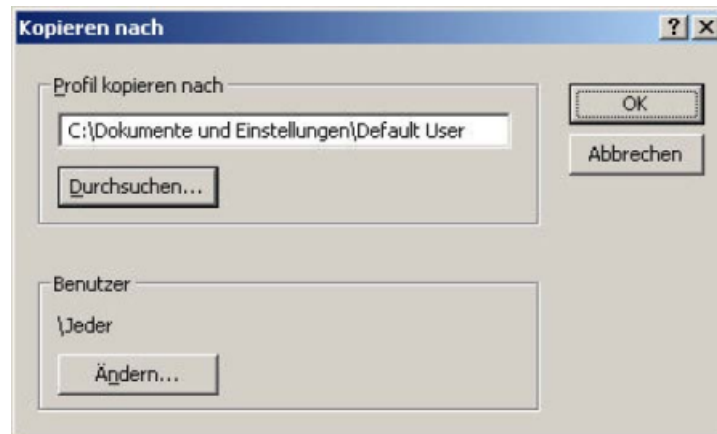 Kopieren nach
Profil kopieren nach
C:\Dokumente und Einstellungen\Default User
Durchsuchen...
OK
Abbrechen
Benutzer
\Jeder
Ändern...